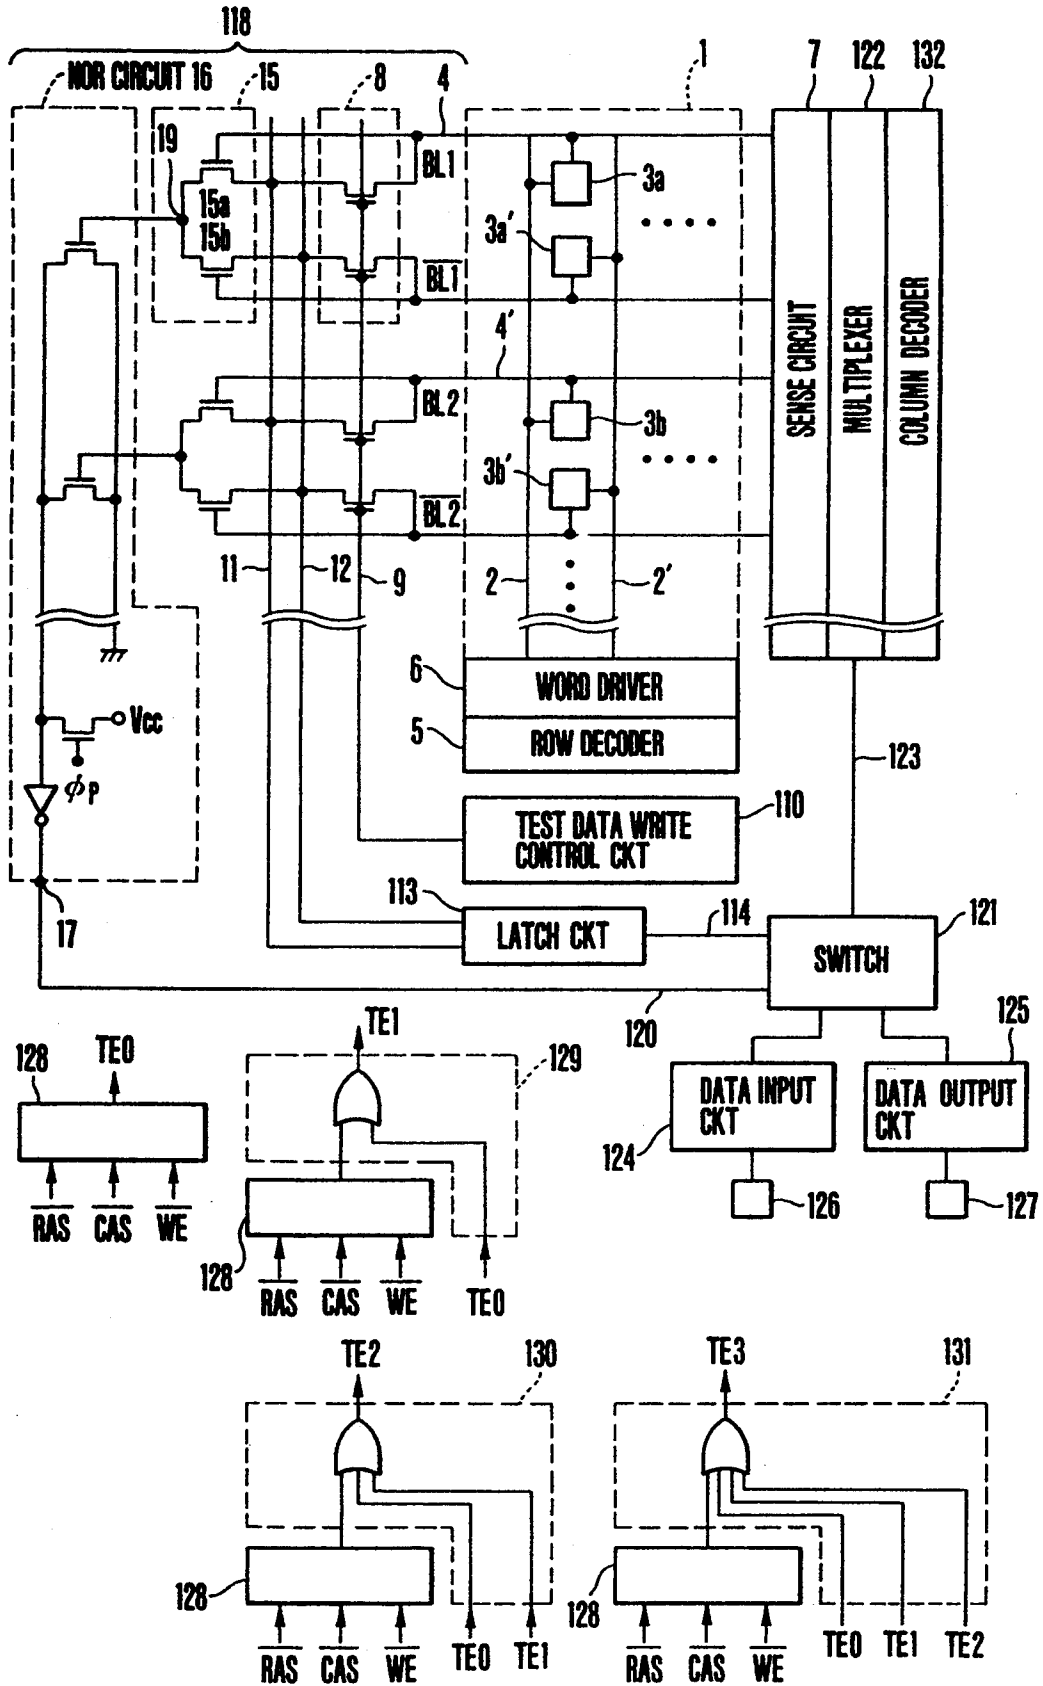 118
NOR CIRCUIT 16
15
8
4
1
7
122
132
19
BL1
3a
15a
15b
3a'
BL1
4'
BL2
3b
3b'
BL2
SENSE CIRCUIT
MULTIPLEXER
COLUMN DECODER
11
12
9
2
2'
6
WORD DRIVER
5
ROW DECODER
Vcc
ϕP
123
TEST DATA WRITE
CONTROL CKT
110
113
17
LATCH CKT
114
121
SWITCH
120
TE1
125
TE0
128
129
DATA INPUT
CKT
DATA OUTPUT
CKT
124
126
127
RAS CAS WE
128
RAS CAS WE TE0
TE2
130
TE3
131
128
128
RAS CAS WE TE0 TE1
RAS CAS WE TE0 TE1 TE2